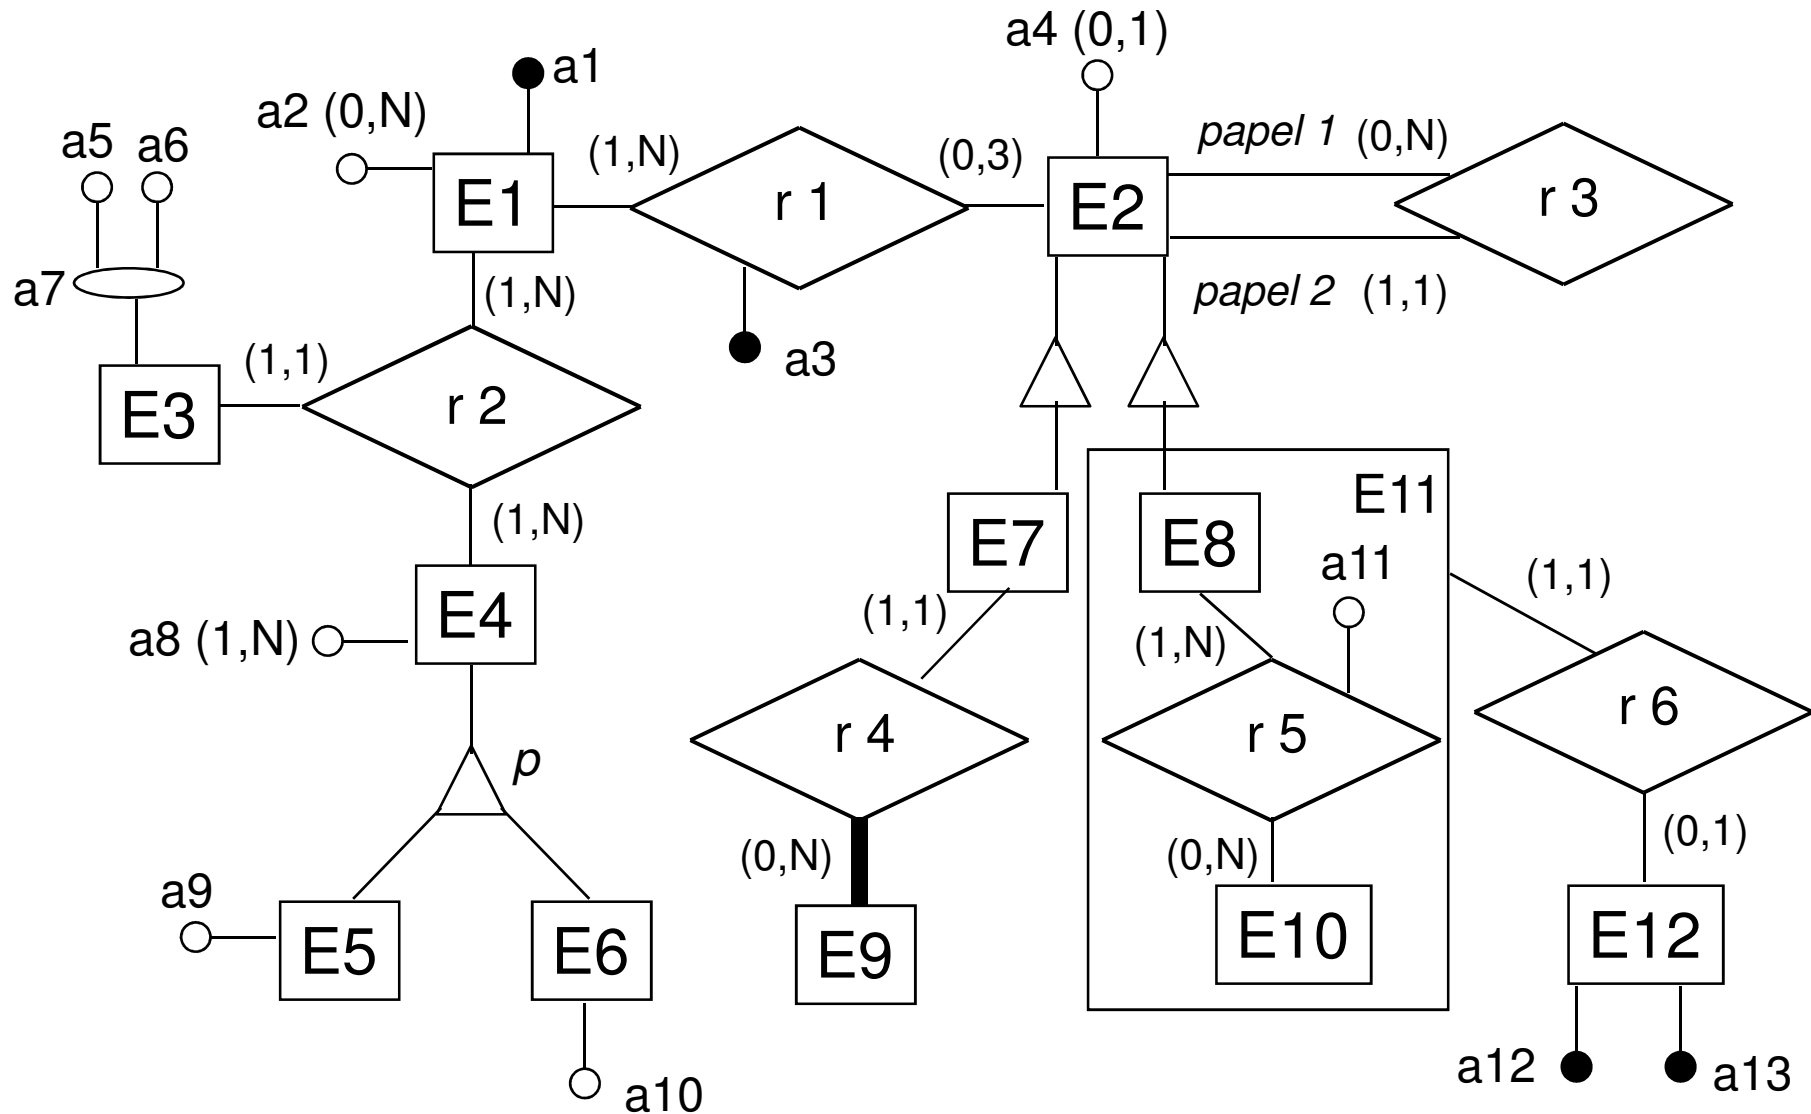 a4 (0,1)
a1
a2 (0,N)
a5
a6
(1,N)
(0,3)
papel 1 (0,N)
E1
r 1
E2
r 3
a7
(1,N)
papel 2 (1,1)
a3
(1,1)
E3
r 2
(1,N)
E11
E7
E8
a11
(1,1)
E4
(1,1)
a8 (1,N)
(1,N)
r 4
r 5
r 6
p
(0,N)
(0,N)
(0,1)
a9
E5
E6
E9
E10
E12
a10
a12
a13